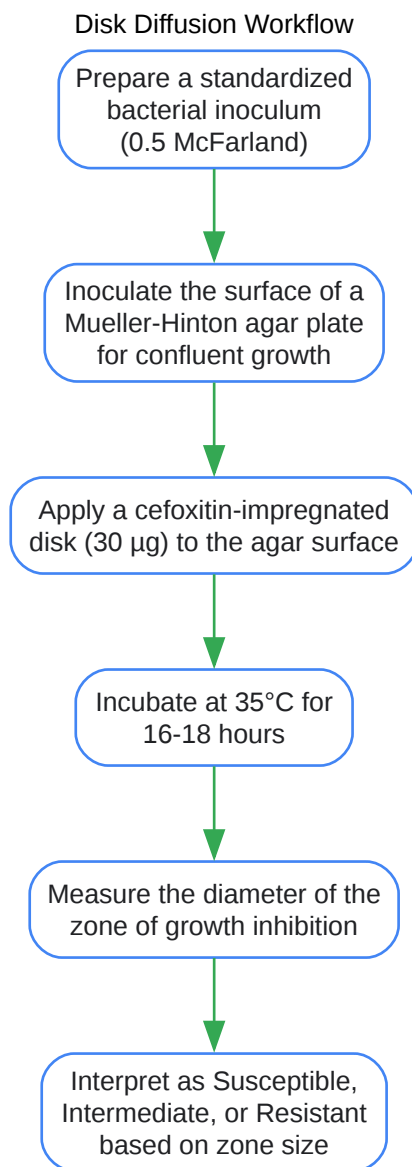 Disk Diffusion Workflow
Prepare a standardized
bacterial inoculum
(0.5 McFarland)
Inoculate the surface of a
Mueller-Hinton agar plate
for confluent growth
Apply a cefoxitin-impregnated
disk (30 µg) to the agar surface
Incubate at 35°C for
16-18 hours
Measure the diameter of the
zone of growth inhibition
Interpret as Susceptible,
Intermediate, or Resistant
based on zone size